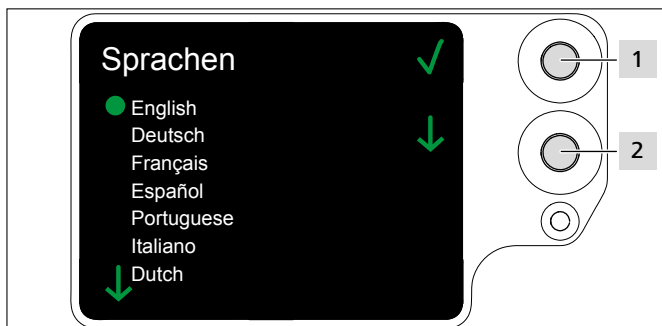 Sprachen
English
Deutsch
Français
Español
Portuguese
Italiano
Dutch
1
2